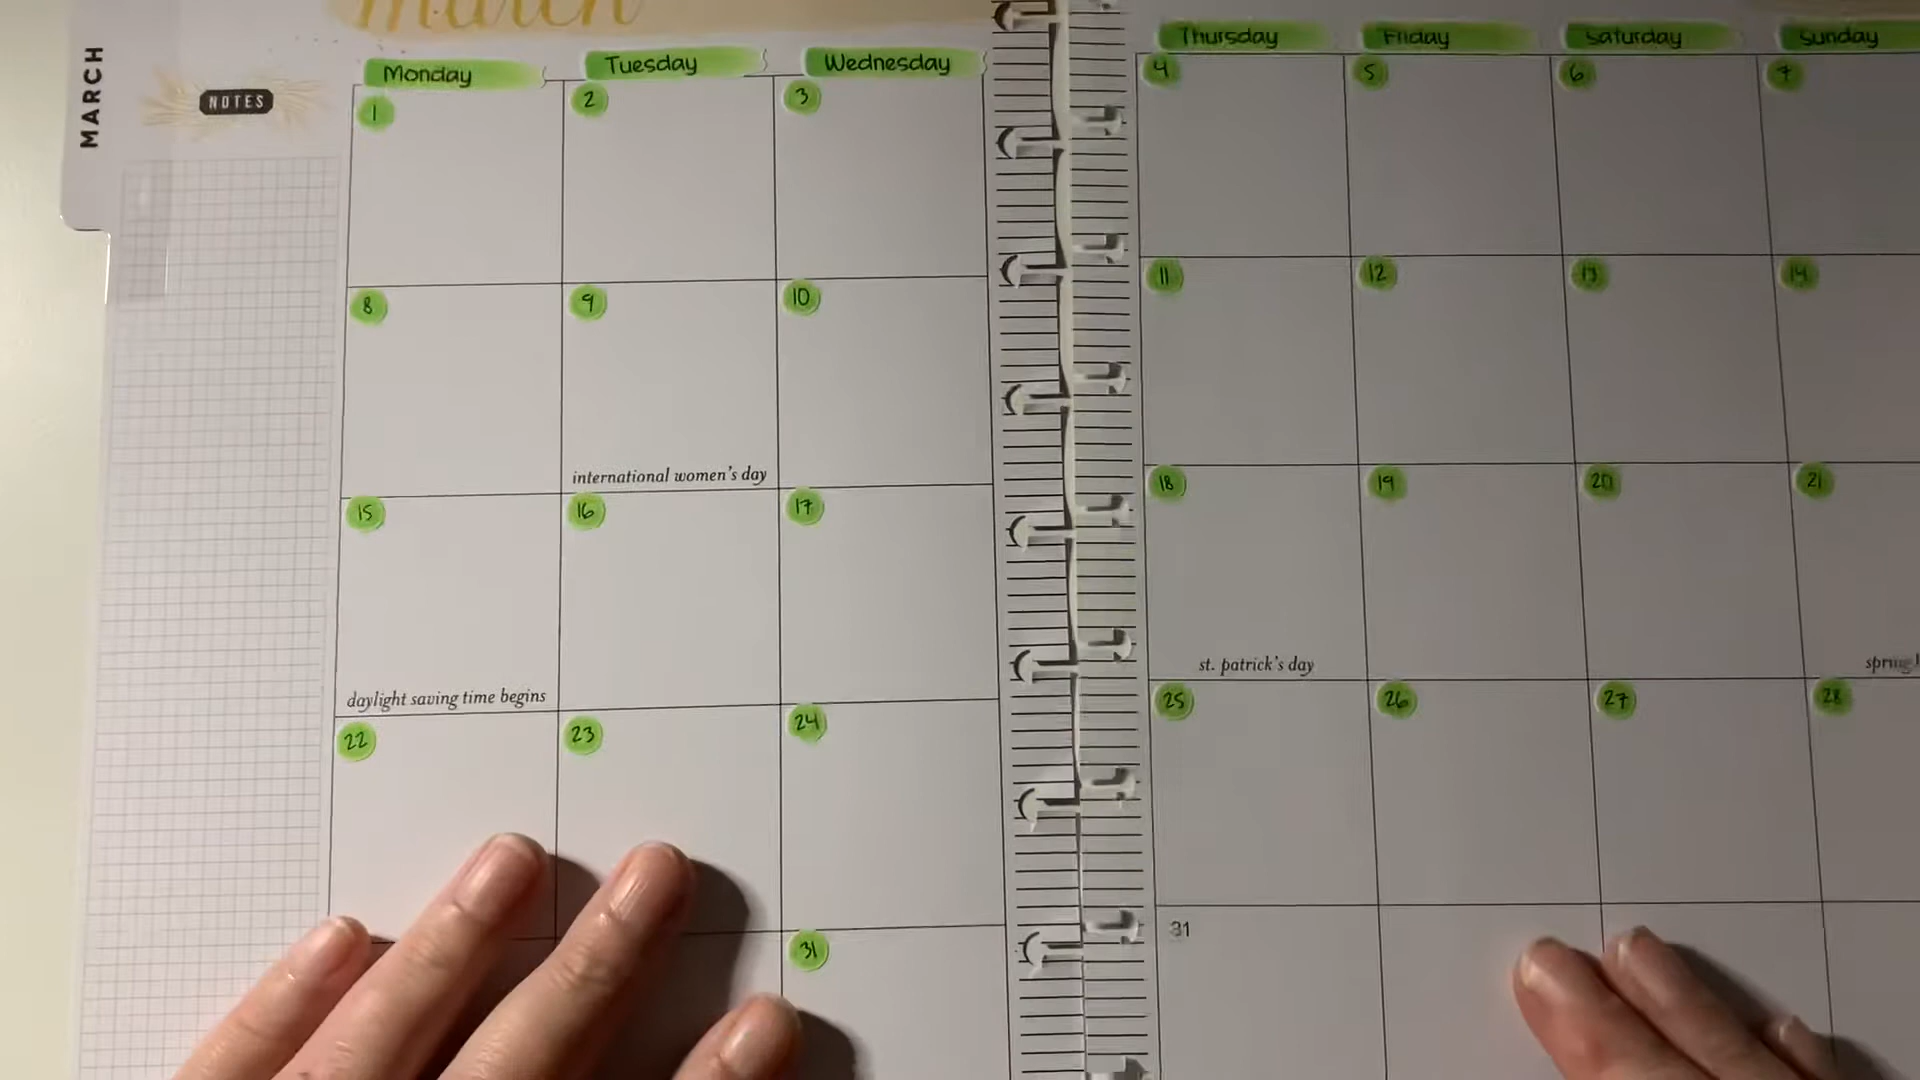 march
MARCH
NOTES
Monday Tuesday Wednesday Thursday Friday Saturday Sunday
1 2 3 4 5 6 7
8 9 10 11 12 13 14
international women's day
15 16 17 18 19 20 21
daylight saving time begins
st. patrick's day
22 23 24 25 26 27 28
31 31